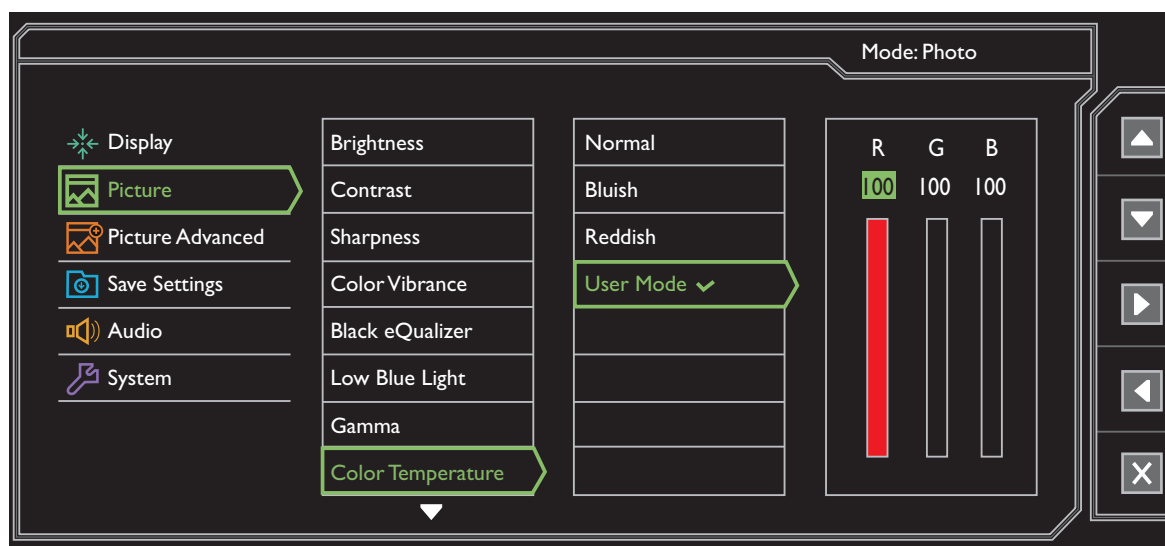 Mode: Photo
Display
Picture
Picture Advanced
Save Settings
Audio
System
Brightness
Contrast
Sharpness
Color Vibrance
Black eQualizer
Low Blue Light
Gamma
Color Temperature
Normal
Bluish
Reddish
User Mode
R G B
100 100 100
X